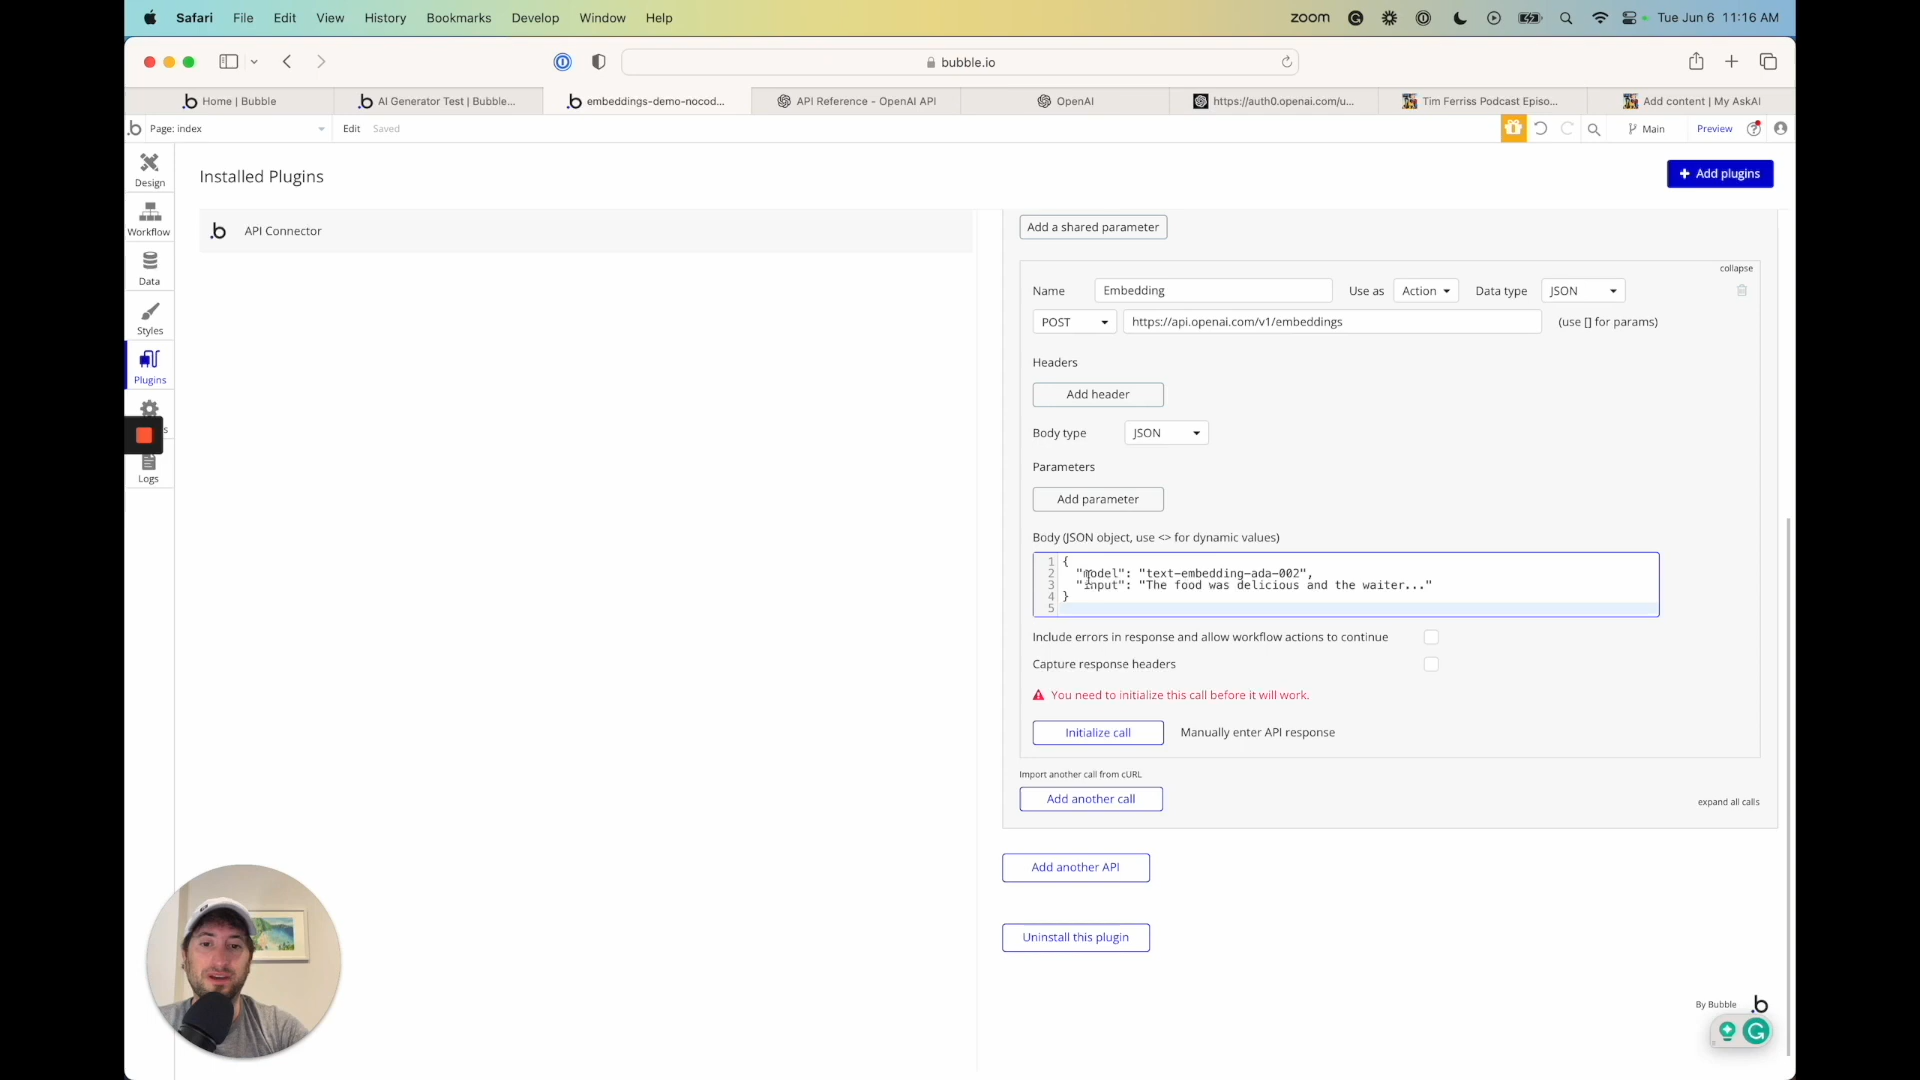 Safari File Edit View History Bookmarks Develop Window Help zoom Tue Jun 6 11:16 AM
bubble.io
Home | Bubble
AI Generator Test | Bubble...
embeddings-demo-nocod...
API Reference - OpenAI API
OpenAI
https://auth0.openai.com/u...
Tim Ferriss Podcast Episo...
Add content | My AskAI
Page: index Edit Saved Main Preview
Design
Workflow
Data
Styles
Plugins
Logs
Installed Plugins
Add plugins
API Connector
Add a shared parameter
collapse
Name Embedding Use as Action Data type JSON
POST https://api.openai.com/v1/embeddings (use [] for params)
Headers
Add header
Body type JSON
Parameters
Add parameter
Body (JSON object, use <> for dynamic values)
1 {
2 "model": "text-embedding-ada-002",
3 "input": "The food was delicious and the waiter..."
4 }
5
Include errors in response and allow workflow actions to continue
Capture response headers
You need to initialize this call before it will work.
Initialize call Manually enter API response
Import another call from cURL
Add another call expand all calls
Add another API
Uninstall this plugin
By Bubble